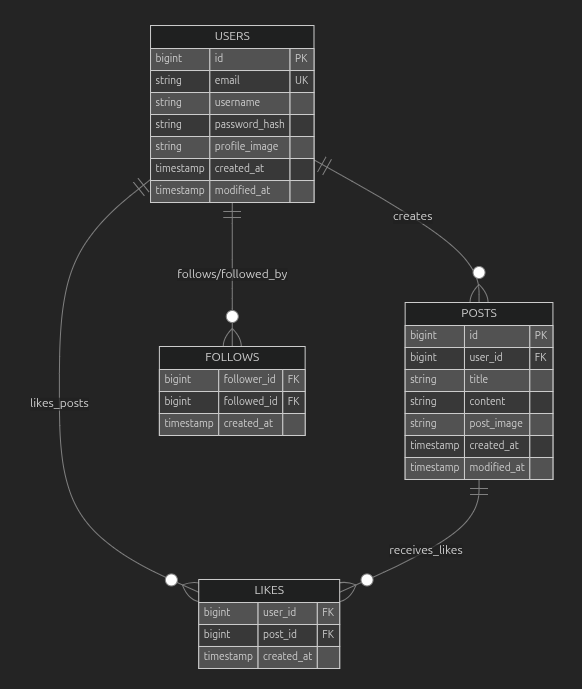 USERS
bigint id PK
string email UK
string username
string password_hash
string profile_image
timestamp created_at
timestamp modified_at
creates
follows/followed_by
POSTS
bigint id PK
bigint user_id FK
string title
string content
string post_image
timestamp created_at
timestamp modified_at
FOLLOWS
bigint follower_id FK
bigint followed_id FK
timestamp created_at
likes_posts
receives_likes
LIKES
bigint user_id FK
bigint post_id FK
timestamp created_at